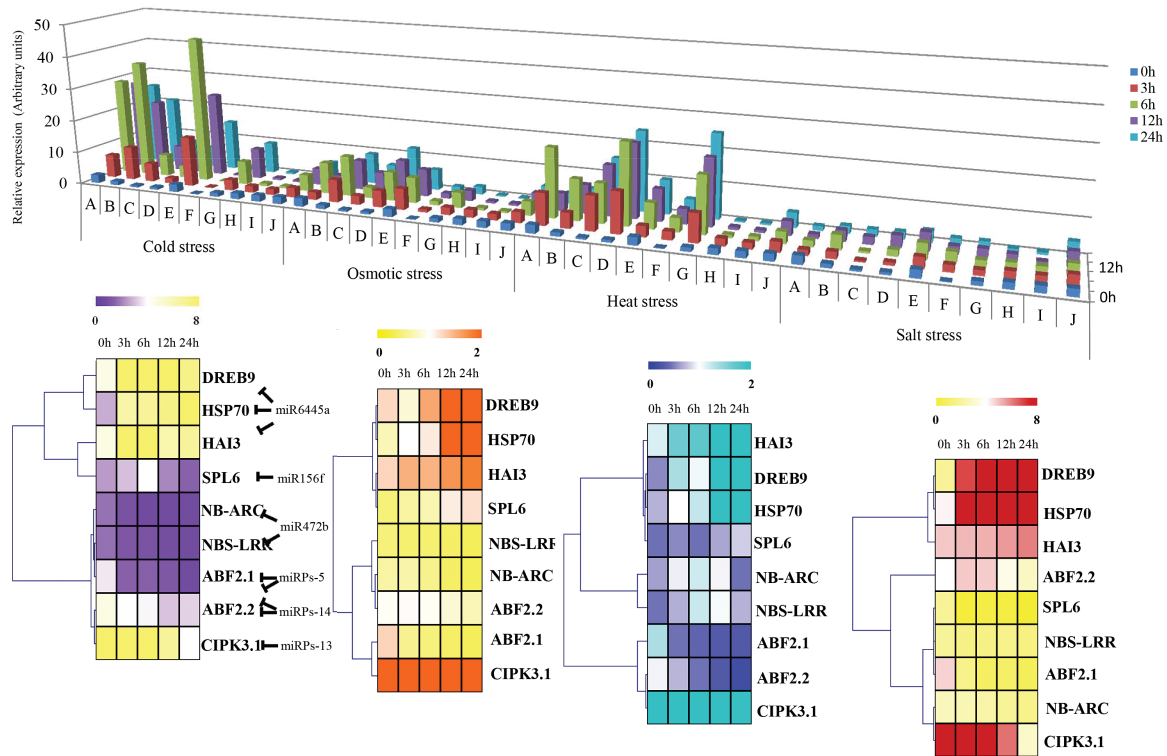 50
40
30
20
10
0
Relative expression (Arbitrary units)
0h
3h
6h
12h
24h
12h
0h
A B C D E F G H I J A B C D E F G H I J A B C D E F G H I J A B C D E F G H I J
Cold stress
Osmotic stress
Heat stress
Salt stress
0 8
0h 3h 6h 12h 24h
DREB9
HSP70
HAI3
SPL6
NB-ARC
NBS-LRR
ABF2.1
ABF2.2
CIPK3.1
miR6445a
miR156f
miR472b
miRPs-5
miRPs-14
miRPs-13
0 2
0h 3h 6h 12h 24h
DREB9
HSP70
HAI3
SPL6
NBS-LRF
NB-ARC
ABF2.2
ABF2.1
CIPK3.1
0 2
0h 3h 6h 12h 24h
HAI3
DREB9
HSP70
SPL6
NB-ARC
NBS-LRR
ABF2.1
ABF2.2
CIPK3.1
0 8
0h 3h 6h 12h 24h
DREB9
HSP70
HAI3
ABF2.2
SPL6
NBS-LRR
ABF2.1
NB-ARC
CIPK3.1